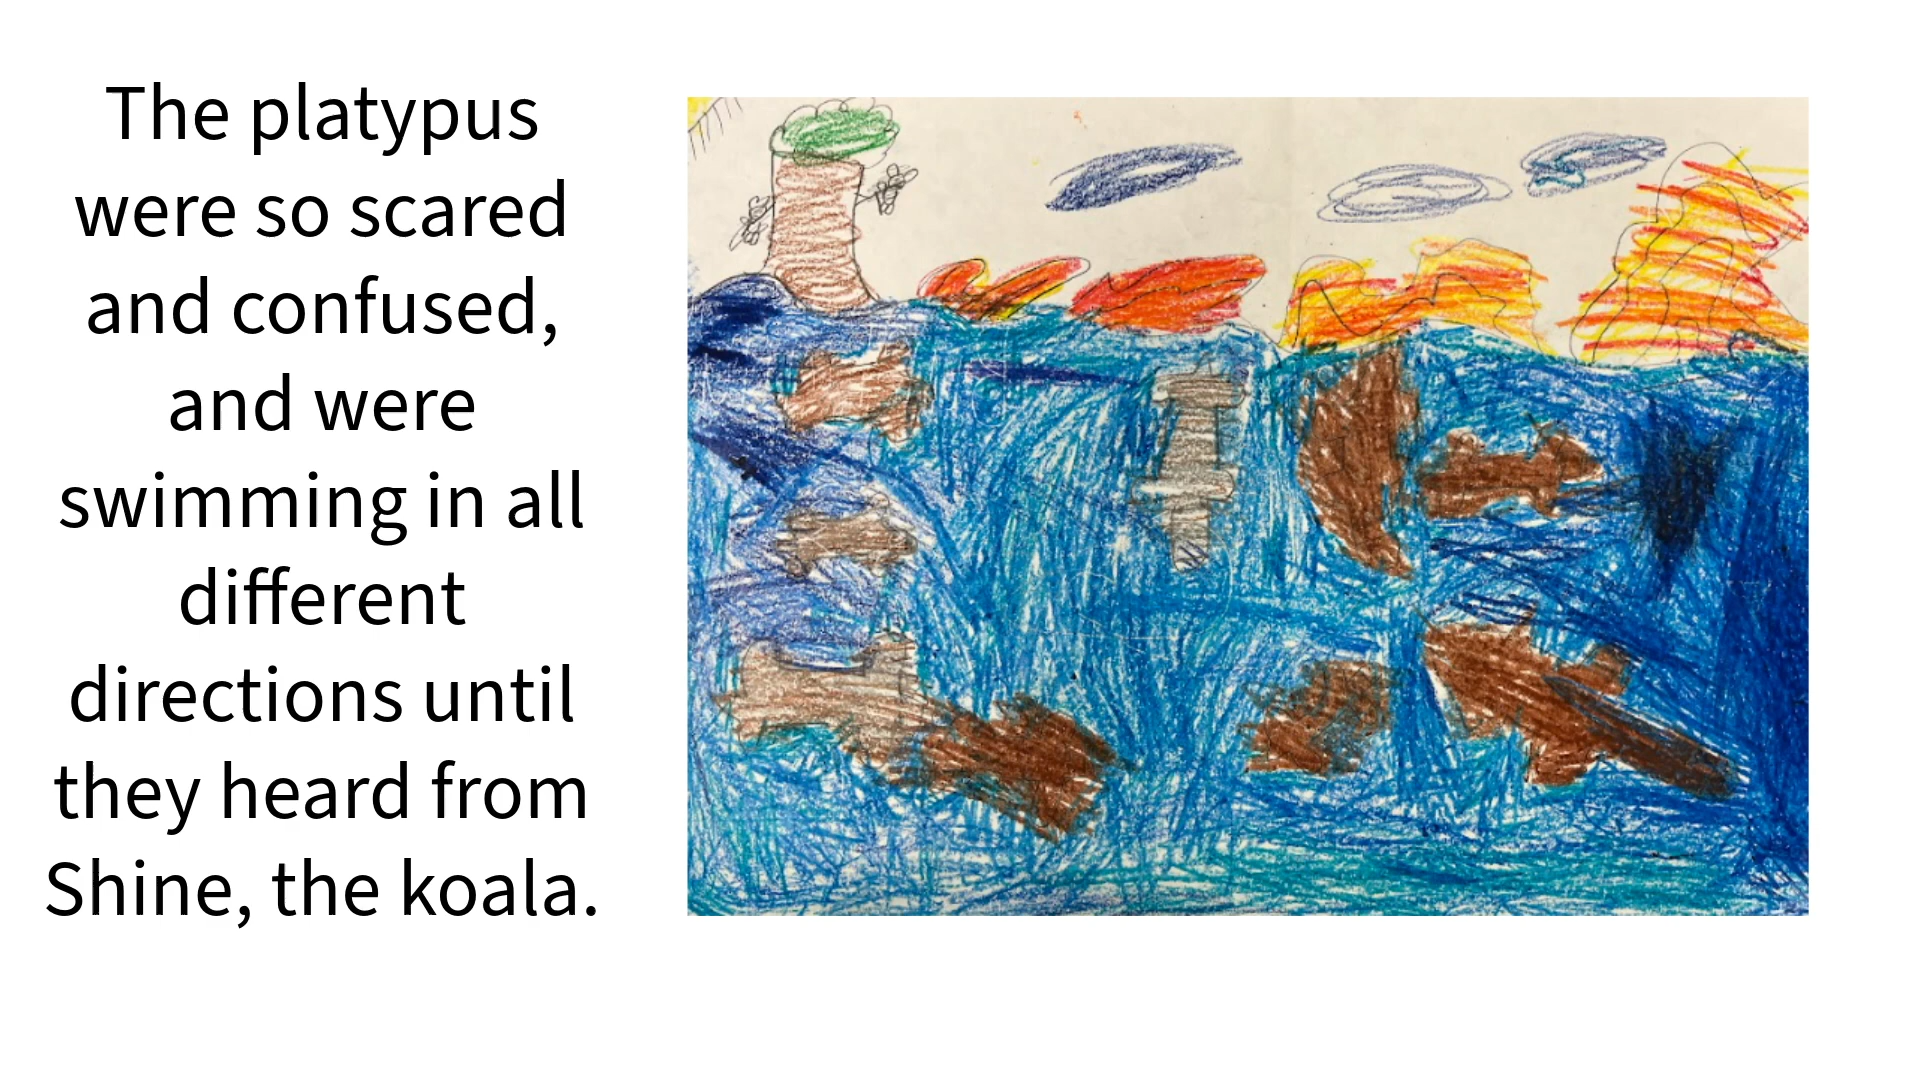 The platypus
were so scared
and confused,
and were
swimming in all
different
directions until
they heard from
Shine, the koala.